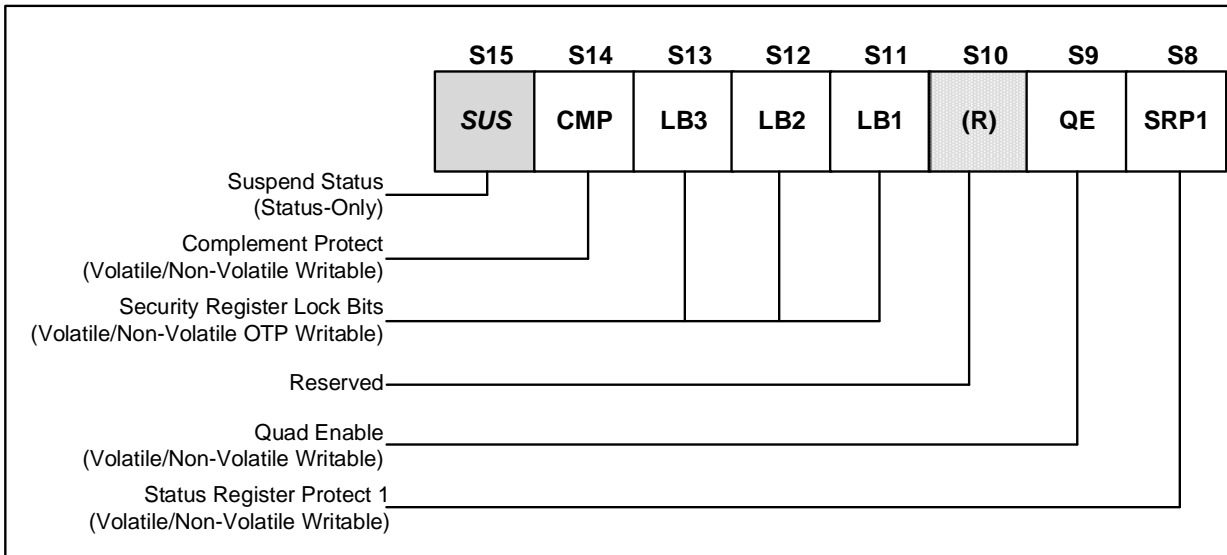 S15 S14 S13 S12 S11 S10 S9 S8
SUS CMP LB3 LB2 LB1 (R) QE SRP1
Suspend Status
(Status-Only)
Complement Protect
(Volatile/Non-Volatile Writable)
Security Register Lock Bits
(Volatile/Non-Volatile OTP Writable)
Reserved
Quad Enable
(Volatile/Non-Volatile Writable)
Status Register Protect 1
(Volatile/Non-Volatile Writable)